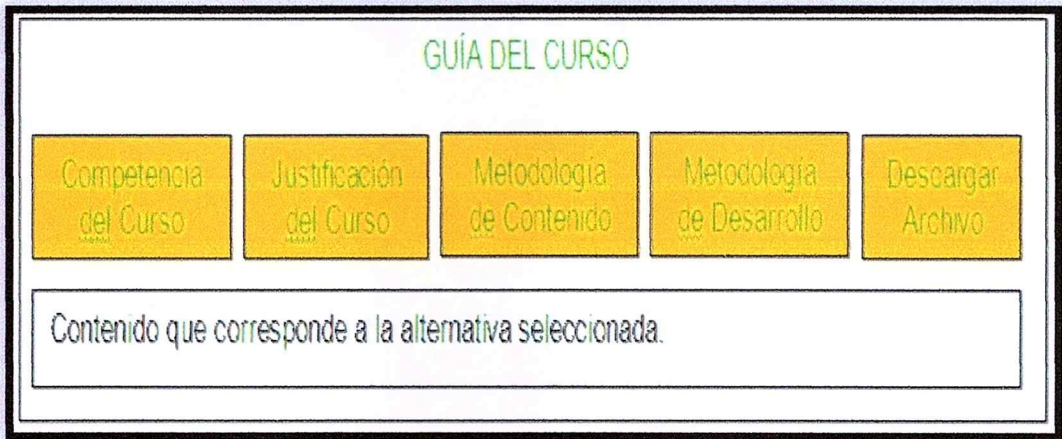 GUÍA DEL CURSO
Competencia
del Curso
Justificación
del Curso
Metodología
de Contenido
Metodología
de Desarrollo
Descargar
Archivo
Contenido que corresponde a la alternativa seleccionada.